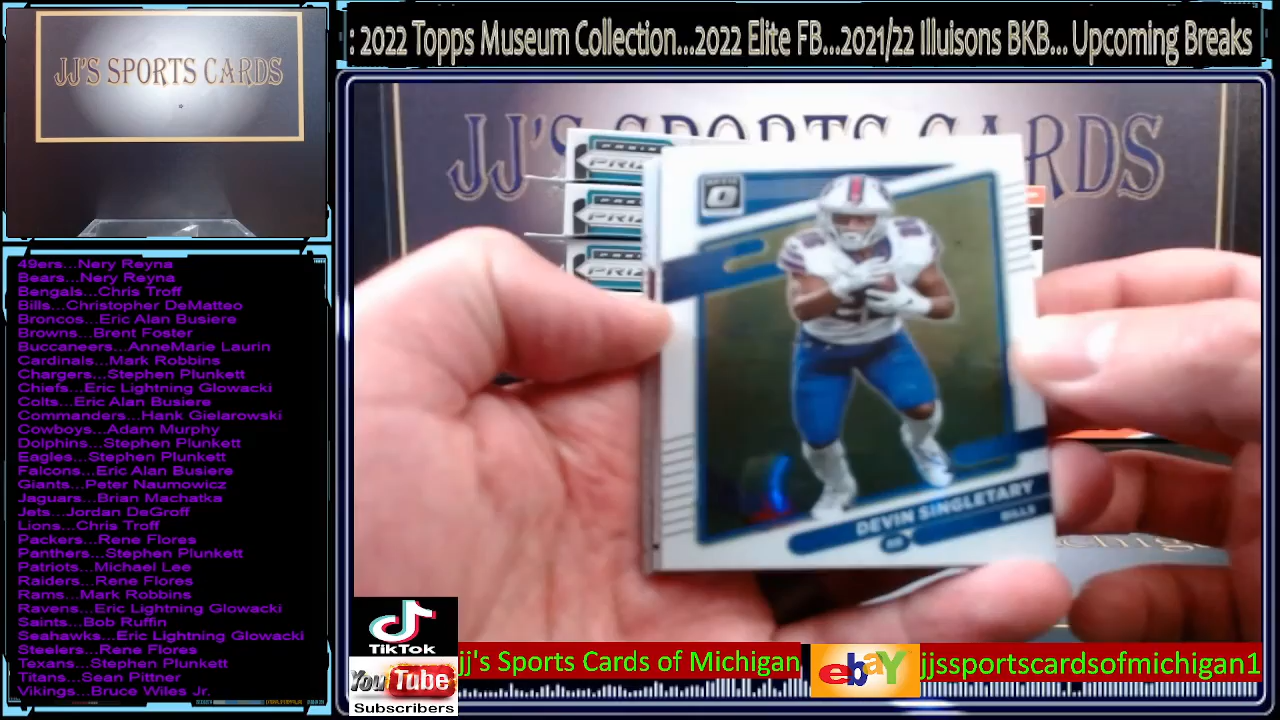 JJ'S SPORTS CARDS
: 2022 Topps Museum Collection...2022 Elite FB...2021/22 Illuisons BKB... Upcoming Breaks
JJ'S SPORTS CARDS
PRIZ
PRIZ
PRIZ
DEVIN SINGLETARY
BILLS
49ers...Nery Reyna
Bears...Nery Reyna
Bengals...Chris Troff
Bills...Christopher DeMatteo
Broncos...Eric Alan Busiere
Browns...Brent Foster
Buccaneers...AnneMarie Laurin
Cardinals...Mark Robbins
Chargers...Stephen Plunkett
Chiefs...Eric Lightning Glowacki
Colts...Eric Alan Busiere
Commanders...Hank Gielarowski
Cowboys...Adam Murphy
Dolphins...Stephen Plunkett
Eagles...Stephen Plunkett
Falcons...Eric Alan Busiere
Giants...Peter Naumowicz
Jaguars...Brian Machatka
Jets...Jordan DeGroff
Lions...Chris Troff
Packers...Rene Flores
Panthers...Stephen Plunkett
Patriots...Michael Lee
Raiders...Rene Flores
Rams...Mark Robbins
Ravens...Eric Lightning Glowacki
Saints...Bob Ruffin
Seahawks...Eric Lightning Glowacki
Steelers...Rene Flores
Texans...Stephen Plunkett
Titans...Sean Pittner
Vikings...Bruce Wiles Jr.
TikTok
YouTube
Subscribers
jj's Sports Cards of Michigan
ebaY
jjssportscardsofmichigan1